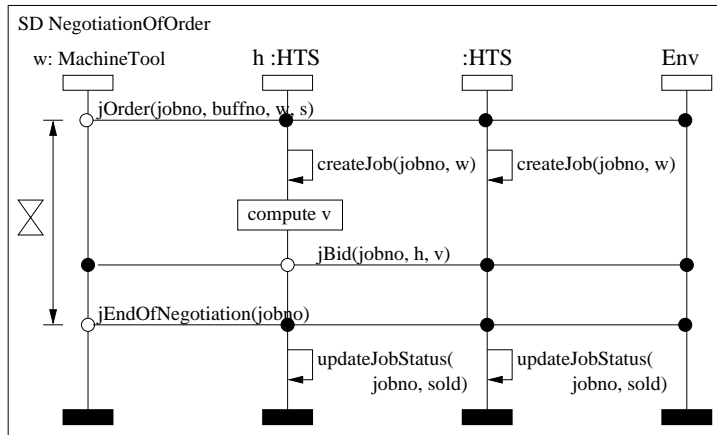 SD NegotiationOfOrder
w: MachineTool
h :HTS
:HTS
Env
jOrder(jobno, buffno, w, s)
createJob(jobno, w)
createJob(jobno, w)
compute v
jBid(jobno, h, v)
jEndOfNegotiation(jobno)
updateJobStatus(
jobno, sold)
updateJobStatus(
jobno, sold)